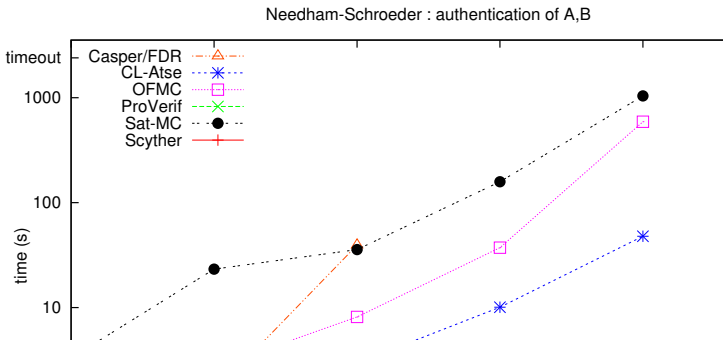 Needham-Schroeder : authentication of A,B
timeout
1000
100
10
time (s)
Casper/FDR
CL-Atse
OFMC
ProVerif
Sat-MC
Scyther